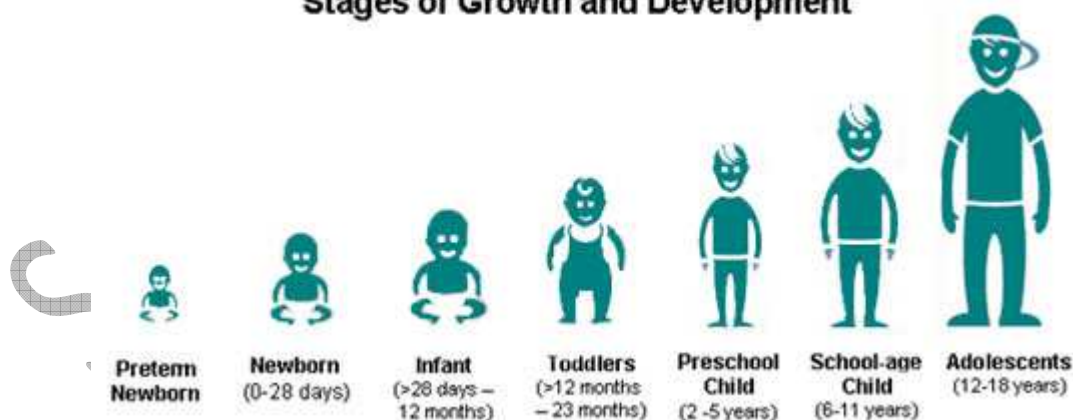 Stages of Growth and Development
Preterm
Newborn
Newborn
(0-28 days)
Infant
(>28 days –
12 months)
Toddlers
(>12 months
– 23 months)
Preschool
Child
(2 -5 years)
School-age
Child
(6-11 years)
Adolescents
(12-18 years)